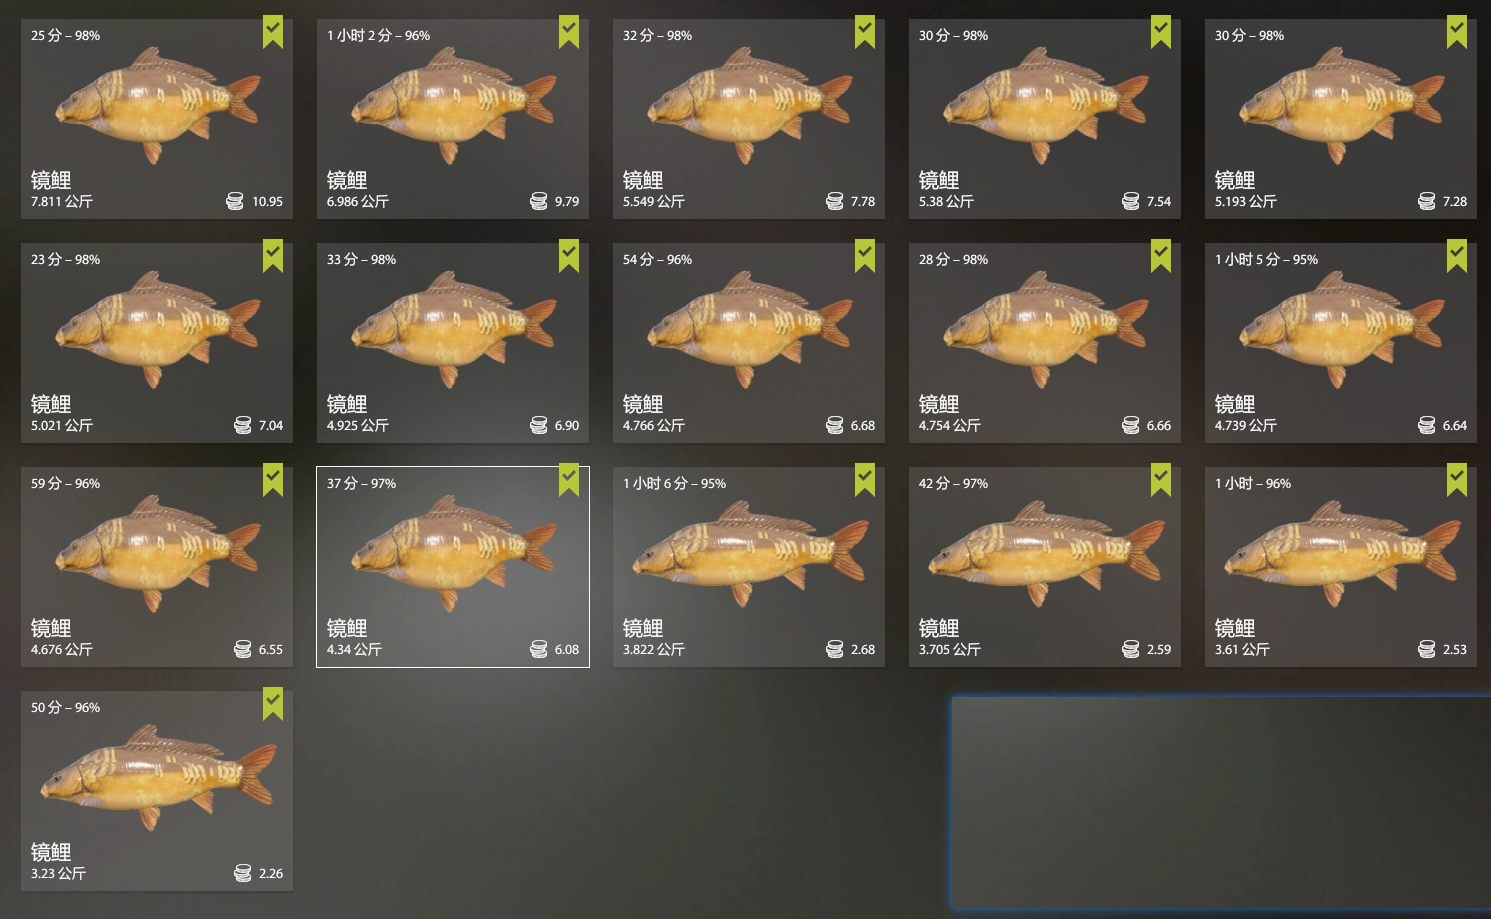 25 分 – 98%
镜鲤
7.811 公斤
10.95
1 小时 2 分 – 96%
镜鲤
6.986 公斤
9.79
32 分 – 98%
镜鲤
5.549 公斤
7.78
30 分 – 98%
镜鲤
5.38 公斤
7.54
30 分 – 98%
镜鲤
5.193 公斤
7.28
23 分 – 98%
镜鲤
5.021 公斤
7.04
33 分 – 98%
镜鲤
4.925 公斤
6.90
54 分 – 96%
镜鲤
4.766 公斤
6.68
28 分 – 98%
镜鲤
4.754 公斤
6.66
1 小时 5 分 – 95%
镜鲤
4.739 公斤
6.64
59 分 – 96%
镜鲤
4.676 公斤
6.55
37 分 – 97%
镜鲤
4.34 公斤
6.08
1 小时 6 分 – 95%
镜鲤
3.822 公斤
2.68
42 分 – 97%
镜鲤
3.705 公斤
2.59
1 小时 – 96%
镜鲤
3.61 公斤
2.53
50 分 – 96%
镜鲤
3.23 公斤
2.26